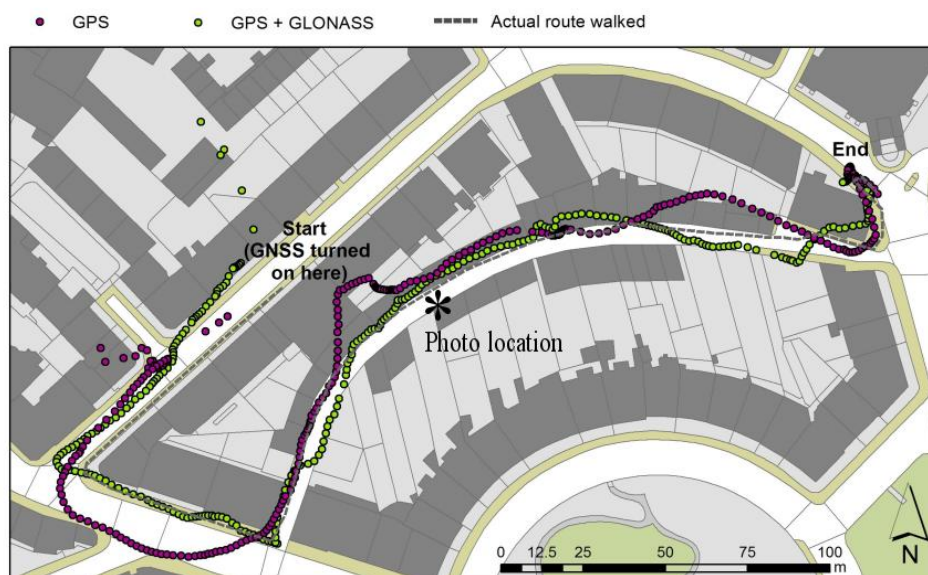 GPS
GPS + GLONASS
Actual route walked
End
Start
(GNSS turned
on here)
Photo location
N
0 12.5 25 50 75 100
m